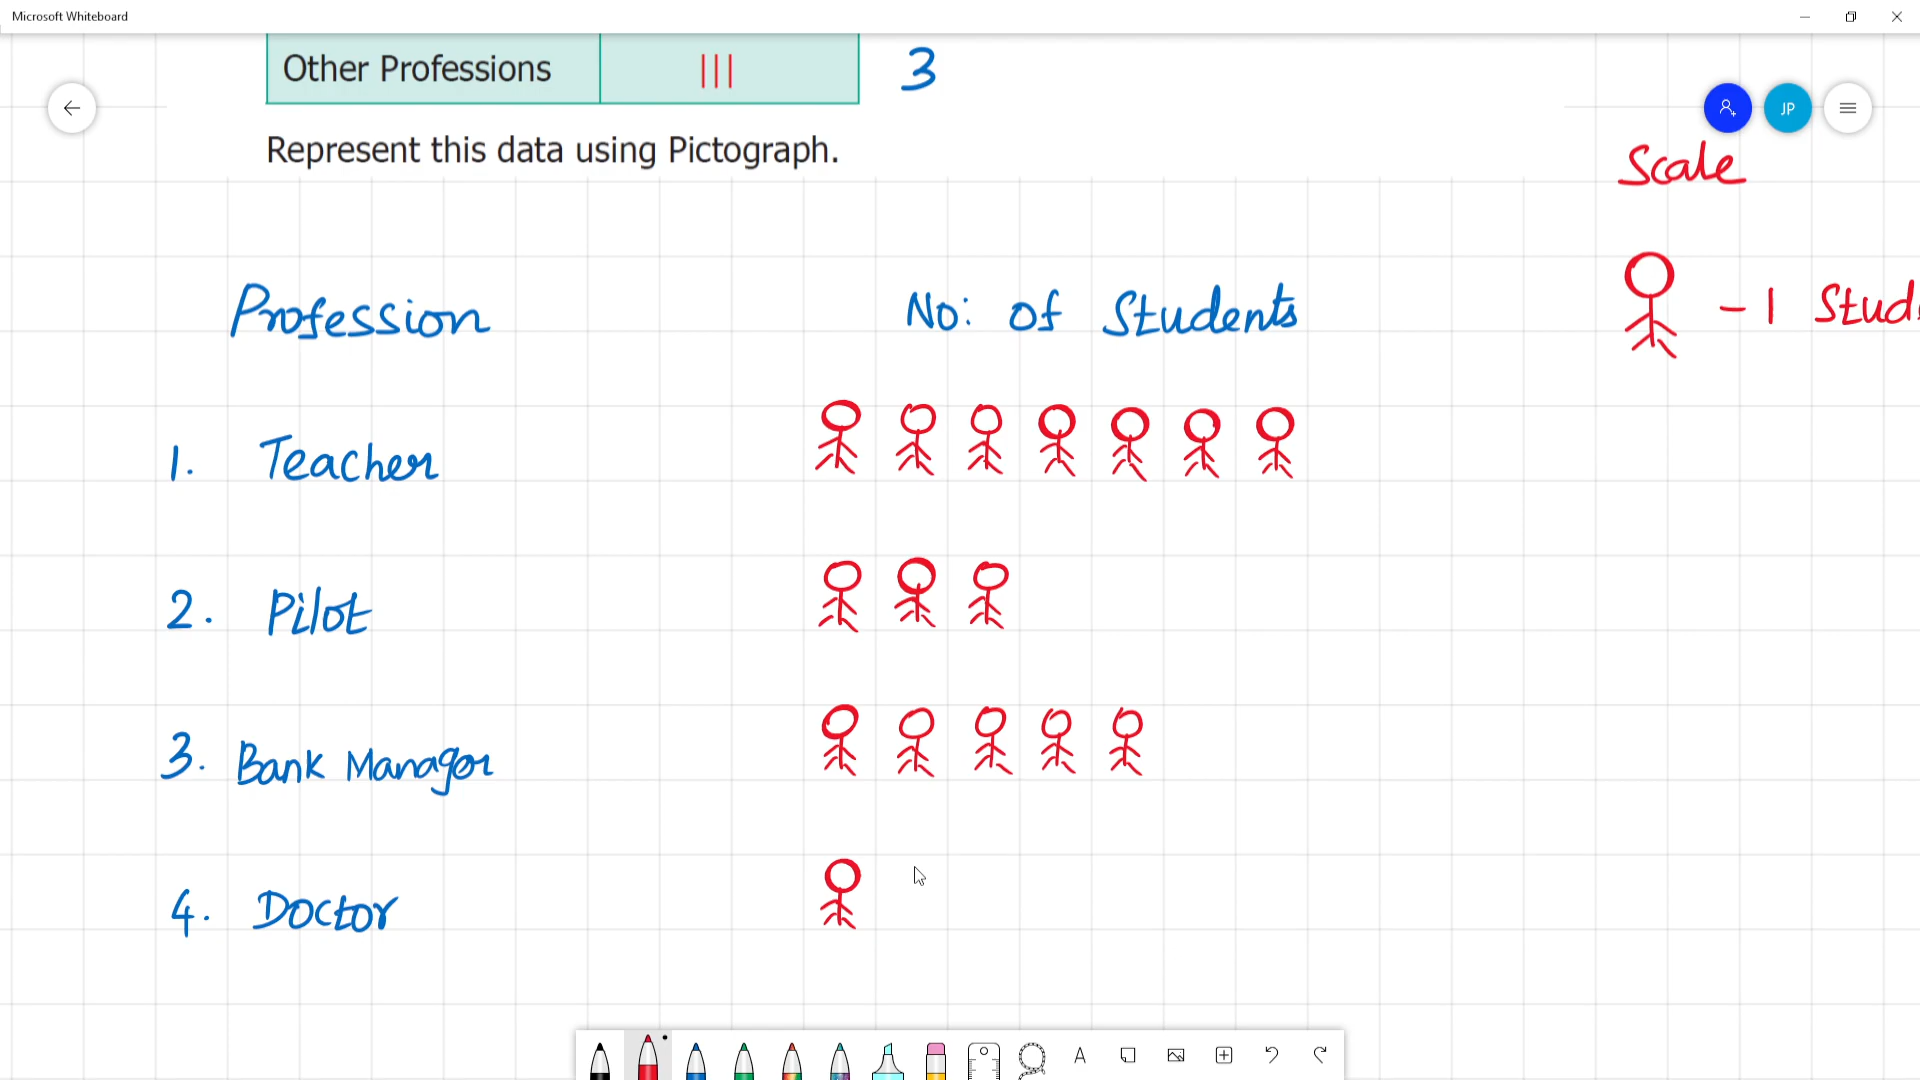 Microsoft Whiteboard
Other Professions ||| 3
JP
Represent this data using Pictograph.
Scale
Profession No: of Students
- 1 Stud
1. Teacher
2. Pilot
3. Bank Manager
4. Doctor
A